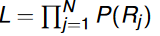 L = ∏_{j=1}^{N} P(R_j)